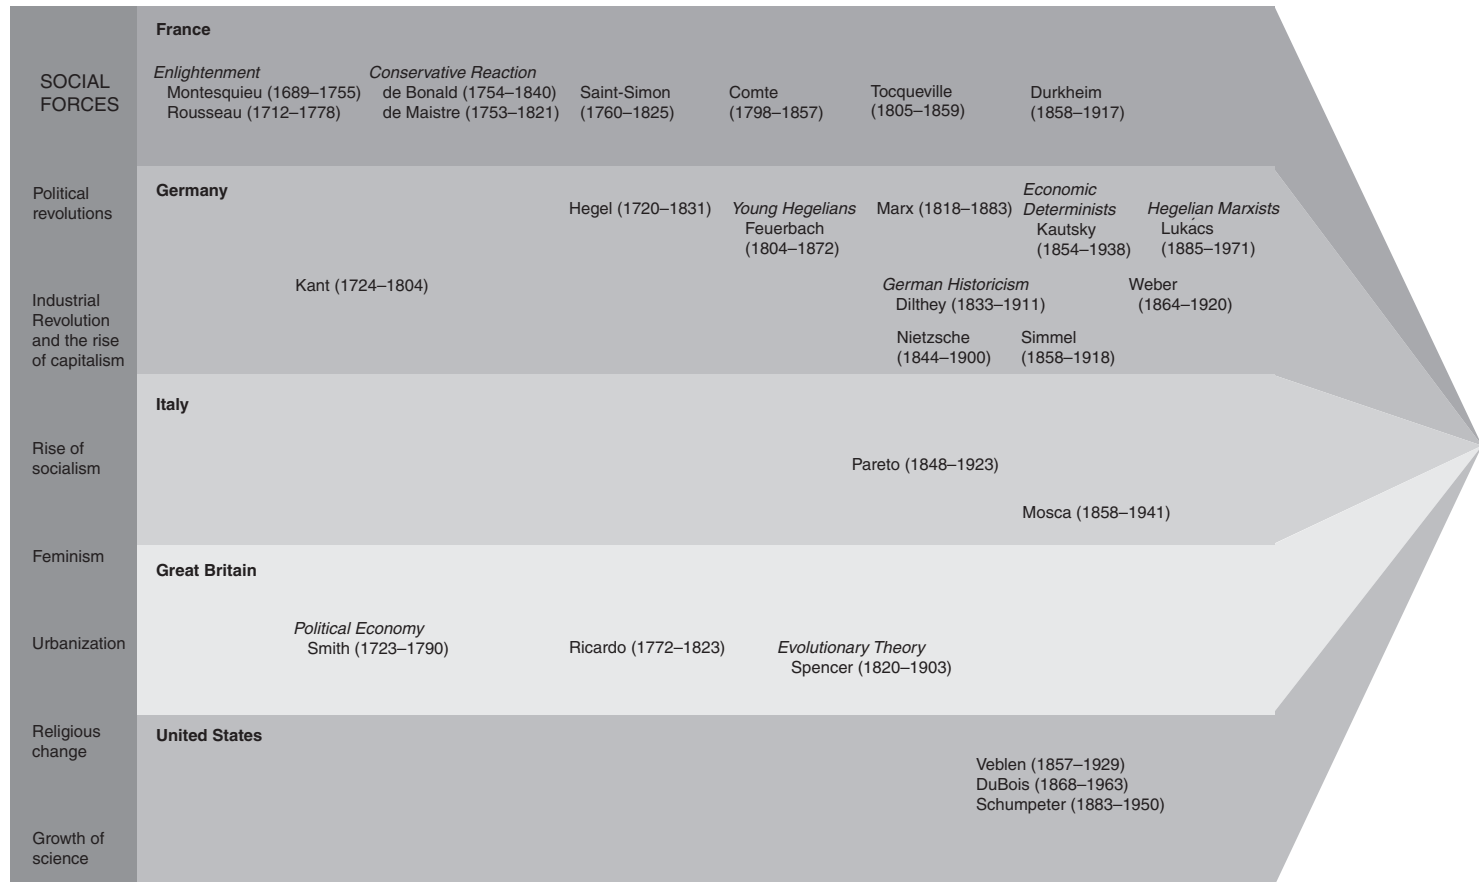 SOCIAL
FORCES
Political
revolutions
Industrial
Revolution
and the rise
of capitalism
Rise of
socialism
Feminism
Urbanization
Religious
change
Growth of
science
France
Enlightenment
Montesquieu (1689–1755)
Rousseau (1712–1778)
Conservative Reaction
de Bonald (1754–1840)
de Maistre (1753–1821)
Saint-Simon
(1760–1825)
Comte
(1798–1857)
Tocqueville
(1805–1859)
Durkheim
(1858–1917)
Germany
Kant (1724–1804)
Hegel (1720–1831)
Young Hegelians
Feuerbach
(1804–1872)
Marx (1818–1883)
Economic
Determinists
Kautsky
(1854–1938)
Hegelian Marxists
Lukács
(1885–1971)
German Historicism
Dilthey (1833–1911)
Weber
(1864–1920)
Nietzsche
(1844–1900)
Simmel
(1858–1918)
Italy
Pareto (1848–1923)
Mosca (1858–1941)
Great Britain
Political Economy
Smith (1723–1790)
Ricardo (1772–1823)
Evolutionary Theory
Spencer (1820–1903)
United States
Veblen (1857–1929)
DuBois (1868–1963)
Schumpeter (1883–1950)